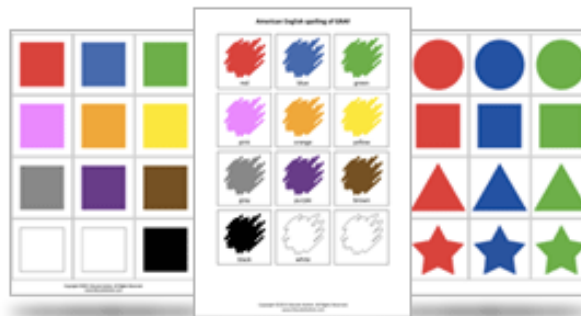 American English spelling of GRAY
red
blue
green
pink
orange
yellow
gray
purple
brown
black
white